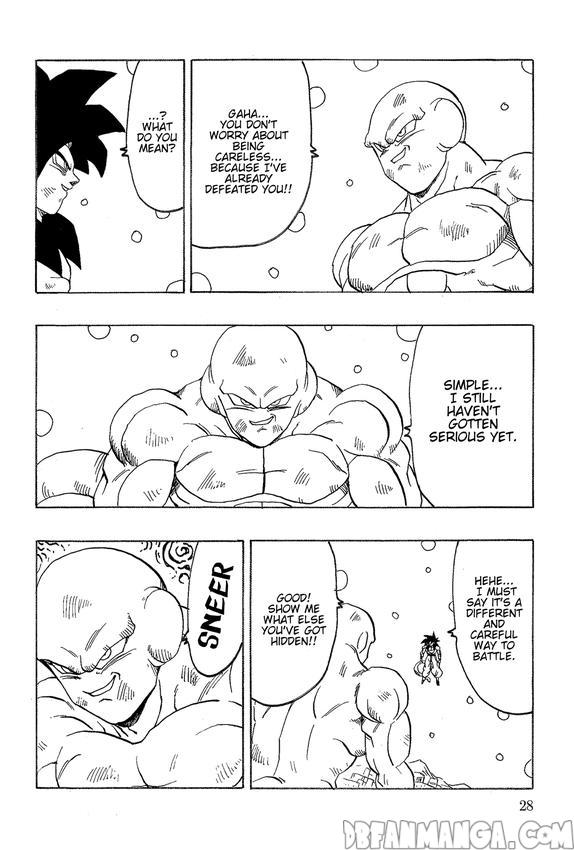 GAHA...
YOU DON'T
WORRY ABOUT
BEING
CARELESS...
BECAUSE I'VE
ALREADY
DEFEATED YOU!!
...?
WHAT DO
YOU
MEAN?
SIMPLE...
I STILL
HAVEN'T
GOTTEN
SERIOUS YET.
HEHE...
I MUST
SAY IT'S A
DIFFERENT
AND
CAREFUL
WAY TO
BATTLE.
GOOD!
SHOW ME
WHAT ELSE
YOU'VE GOT
HIDDEN!!
SNEER
28
DBFANMANGA.COM